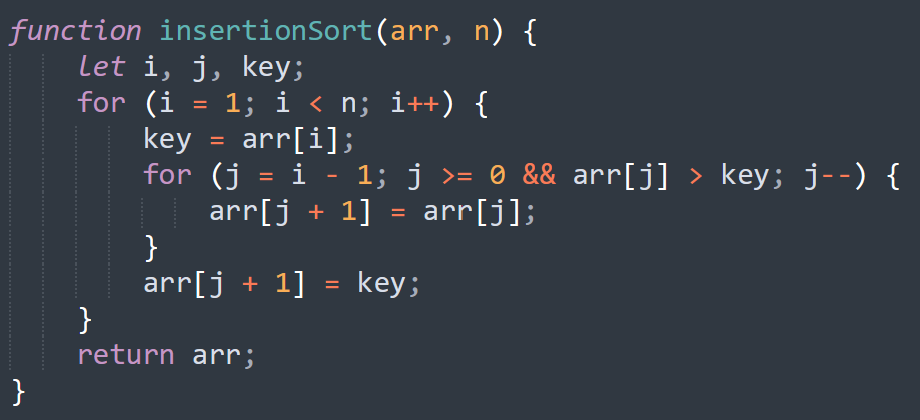 function insertionSort(arr, n) {
    let i, j, key;
    for (i = 1; i < n; i++) {
        key = arr[i];
        for (j = i - 1; j >= 0 && arr[j] > key; j--) {
            arr[j + 1] = arr[j];
        }
        arr[j + 1] = key;
    }
    return arr;
}